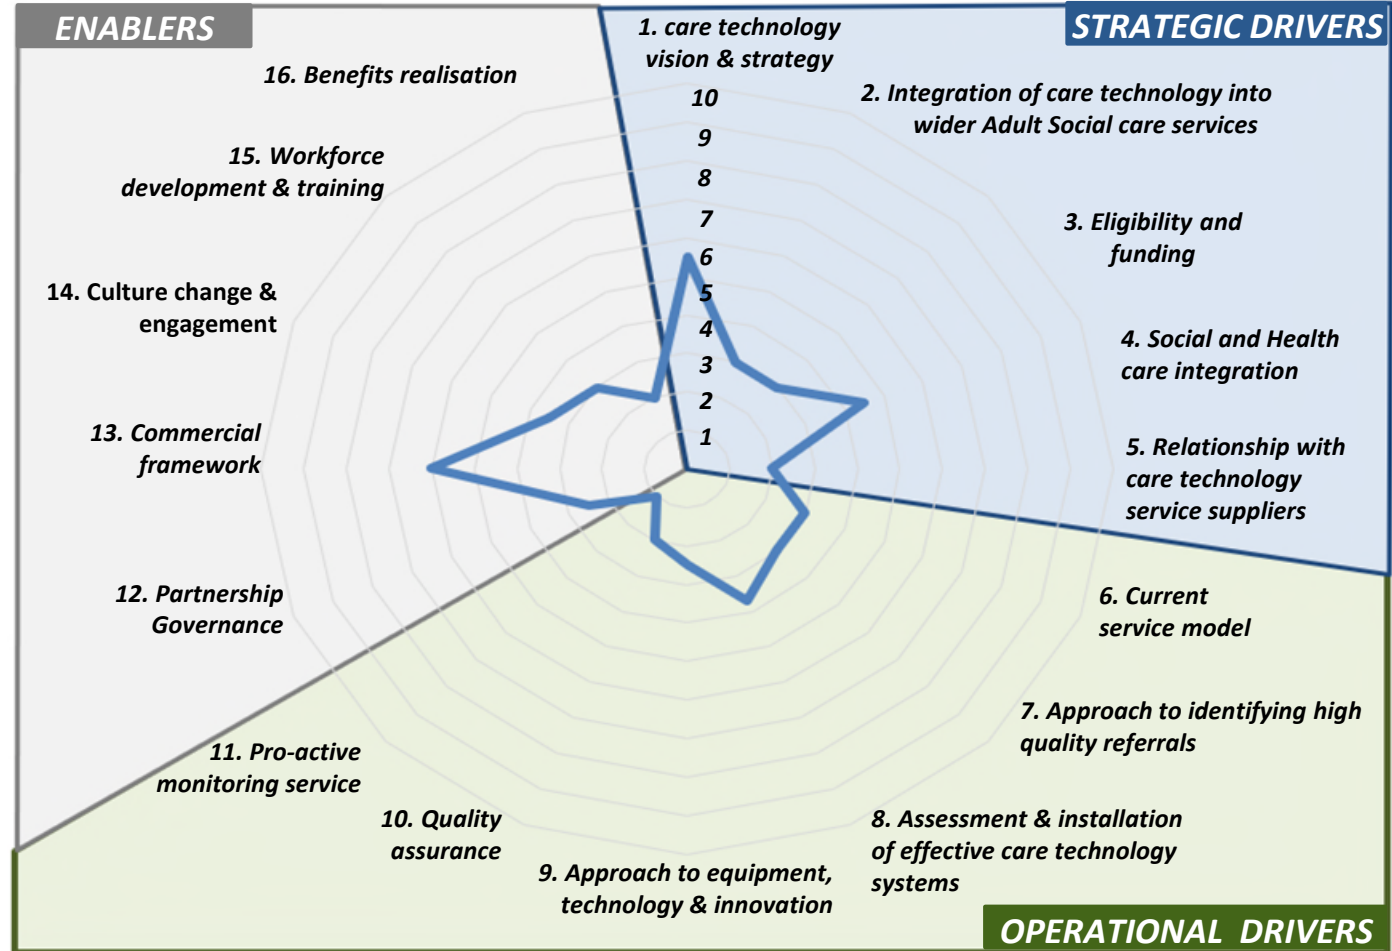 ENABLERS
STRATEGIC DRIVERS
1. care technology
vision & strategy
10
9
8
7
6
5
4
3
2
1
2. Integration of care technology into
wider Adult Social care services
3. Eligibility and
funding
4. Social and Health
care integration
5. Relationship with
care technology
service suppliers
6. Current
service model
7. Approach to identifying high
quality referrals
8. Assessment & installation
of effective care technology
systems
9. Approach to equipment,
technology & innovation
10. Quality
assurance
11. Pro-active
monitoring service
12. Partnership
Governance
13. Commercial
framework
14. Culture change &
engagement
15. Workforce
development & training
16. Benefits realisation
OPERATIONAL DRIVERS